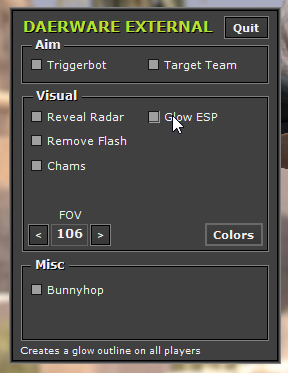 DAERWARE EXTERNAL Quit
Aim
Triggerbot Target Team
Visual
Reveal Radar Glow ESP
Remove Flash
Chams
FOV
< 106 > Colors
Misc
Bunnyhop
Creates a glow outline on all players